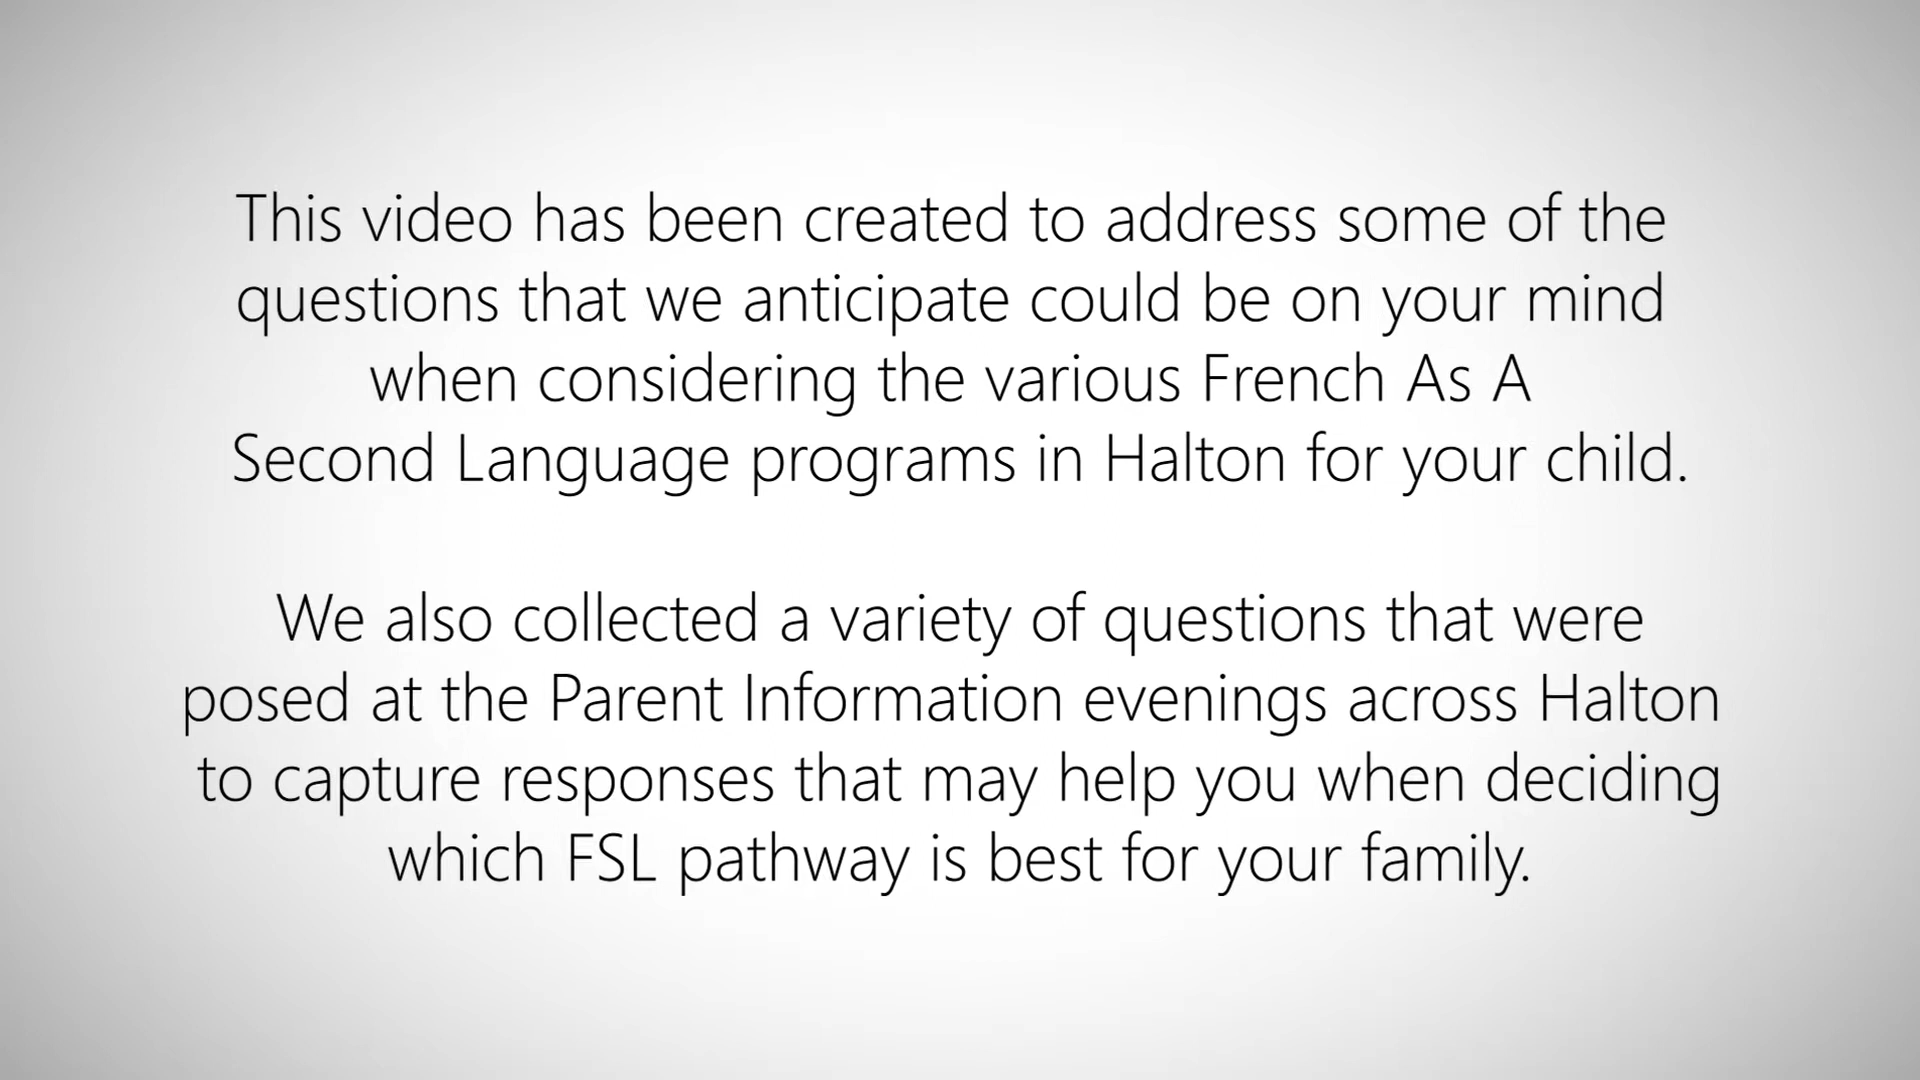 This video has been created to address some of the
questions that we anticipate could be on your mind
when considering the various French As A
Second Language programs in Halton for your child.
We also collected a variety of questions that were
posed at the Parent Information evenings across Halton
to capture responses that may help you when deciding
which FSL pathway is best for your family.